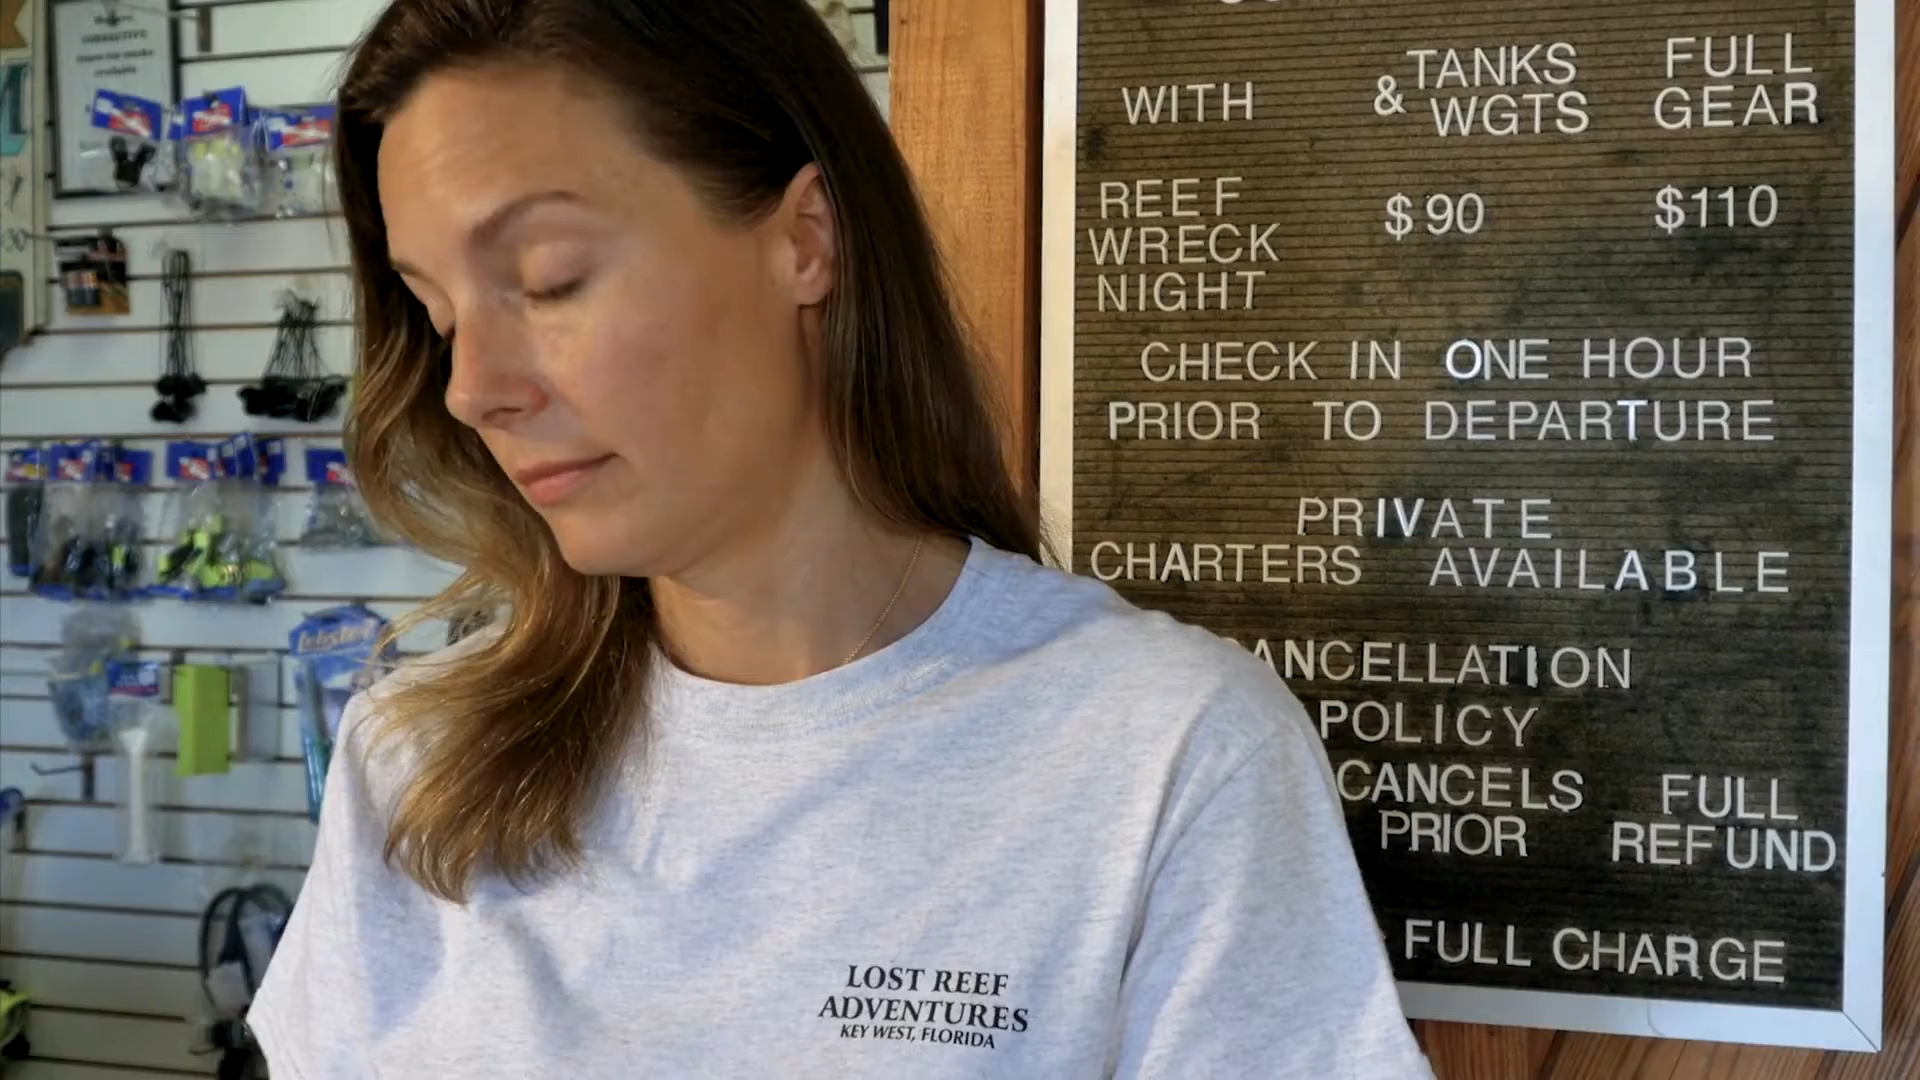 WITH & TANKS WGTS FULL GEAR
REEF
WRECK
NIGHT
$90 $110
CHECK IN ONE HOUR
PRIOR TO DEPARTURE
PRIVATE
CHARTERS AVAILABLE
ANCELLATION
POLICY
CANCELS FULL
PRIOR REFUND
FULL CHARGE
LOST REEF
ADVENTURES
KEY WEST, FLORIDA